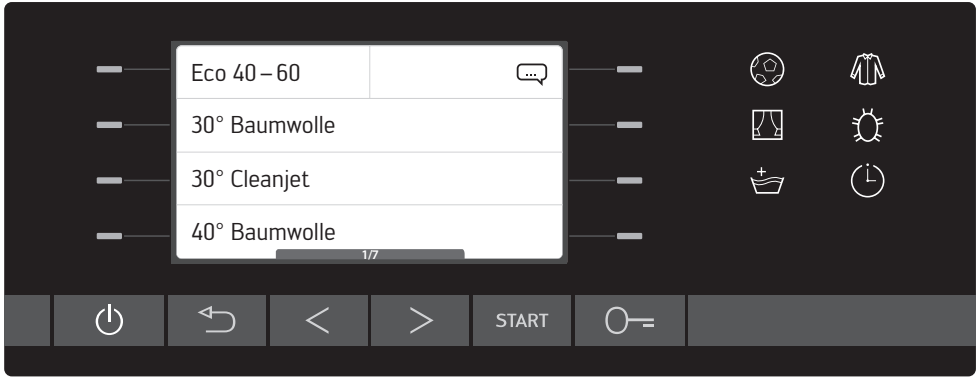 Eco 40 – 60
30° Baumwolle
30° Cleanjet
40° Baumwolle
1/7
START